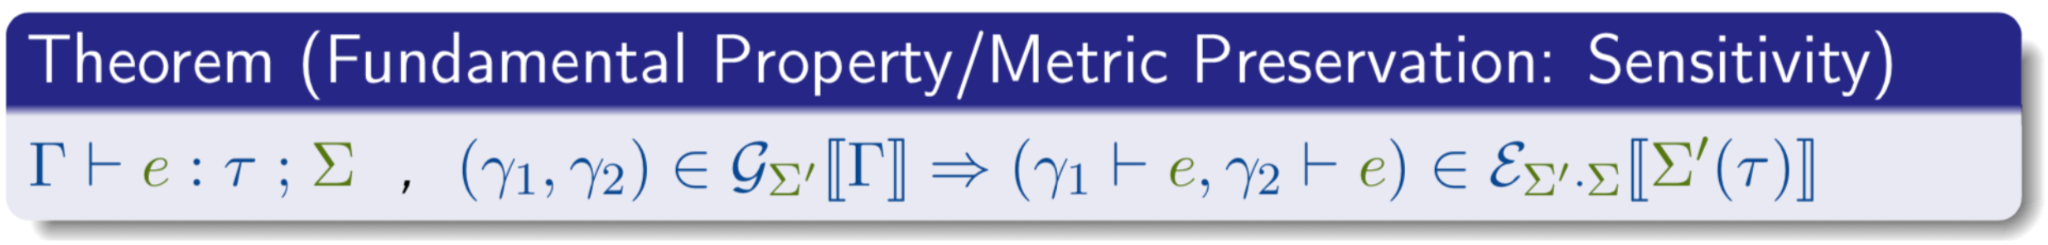 Theorem (Fundamental Property/Metric Preservation: Sensitivity)
Γ ⊢ e : τ ; Σ , (γ₁, γ₂) ∈ 𝒢_Σ′⟦Γ⟧ ⇒ (γ₁ ⊢ e, γ₂ ⊢ e) ∈ ℰ_Σ′·Σ⟦Σ′(τ)⟧